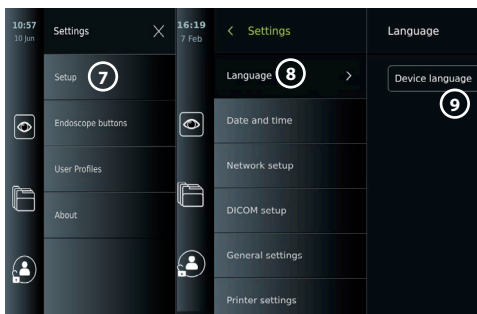 10:57
10 Jun
Settings
Setup
7
Endoscope buttons
User Profiles
About
16:19
7 Feb
Settings
Language
8
Date and time
Network setup
DICOM setup
General settings
Printer settings
Language
Device language
9